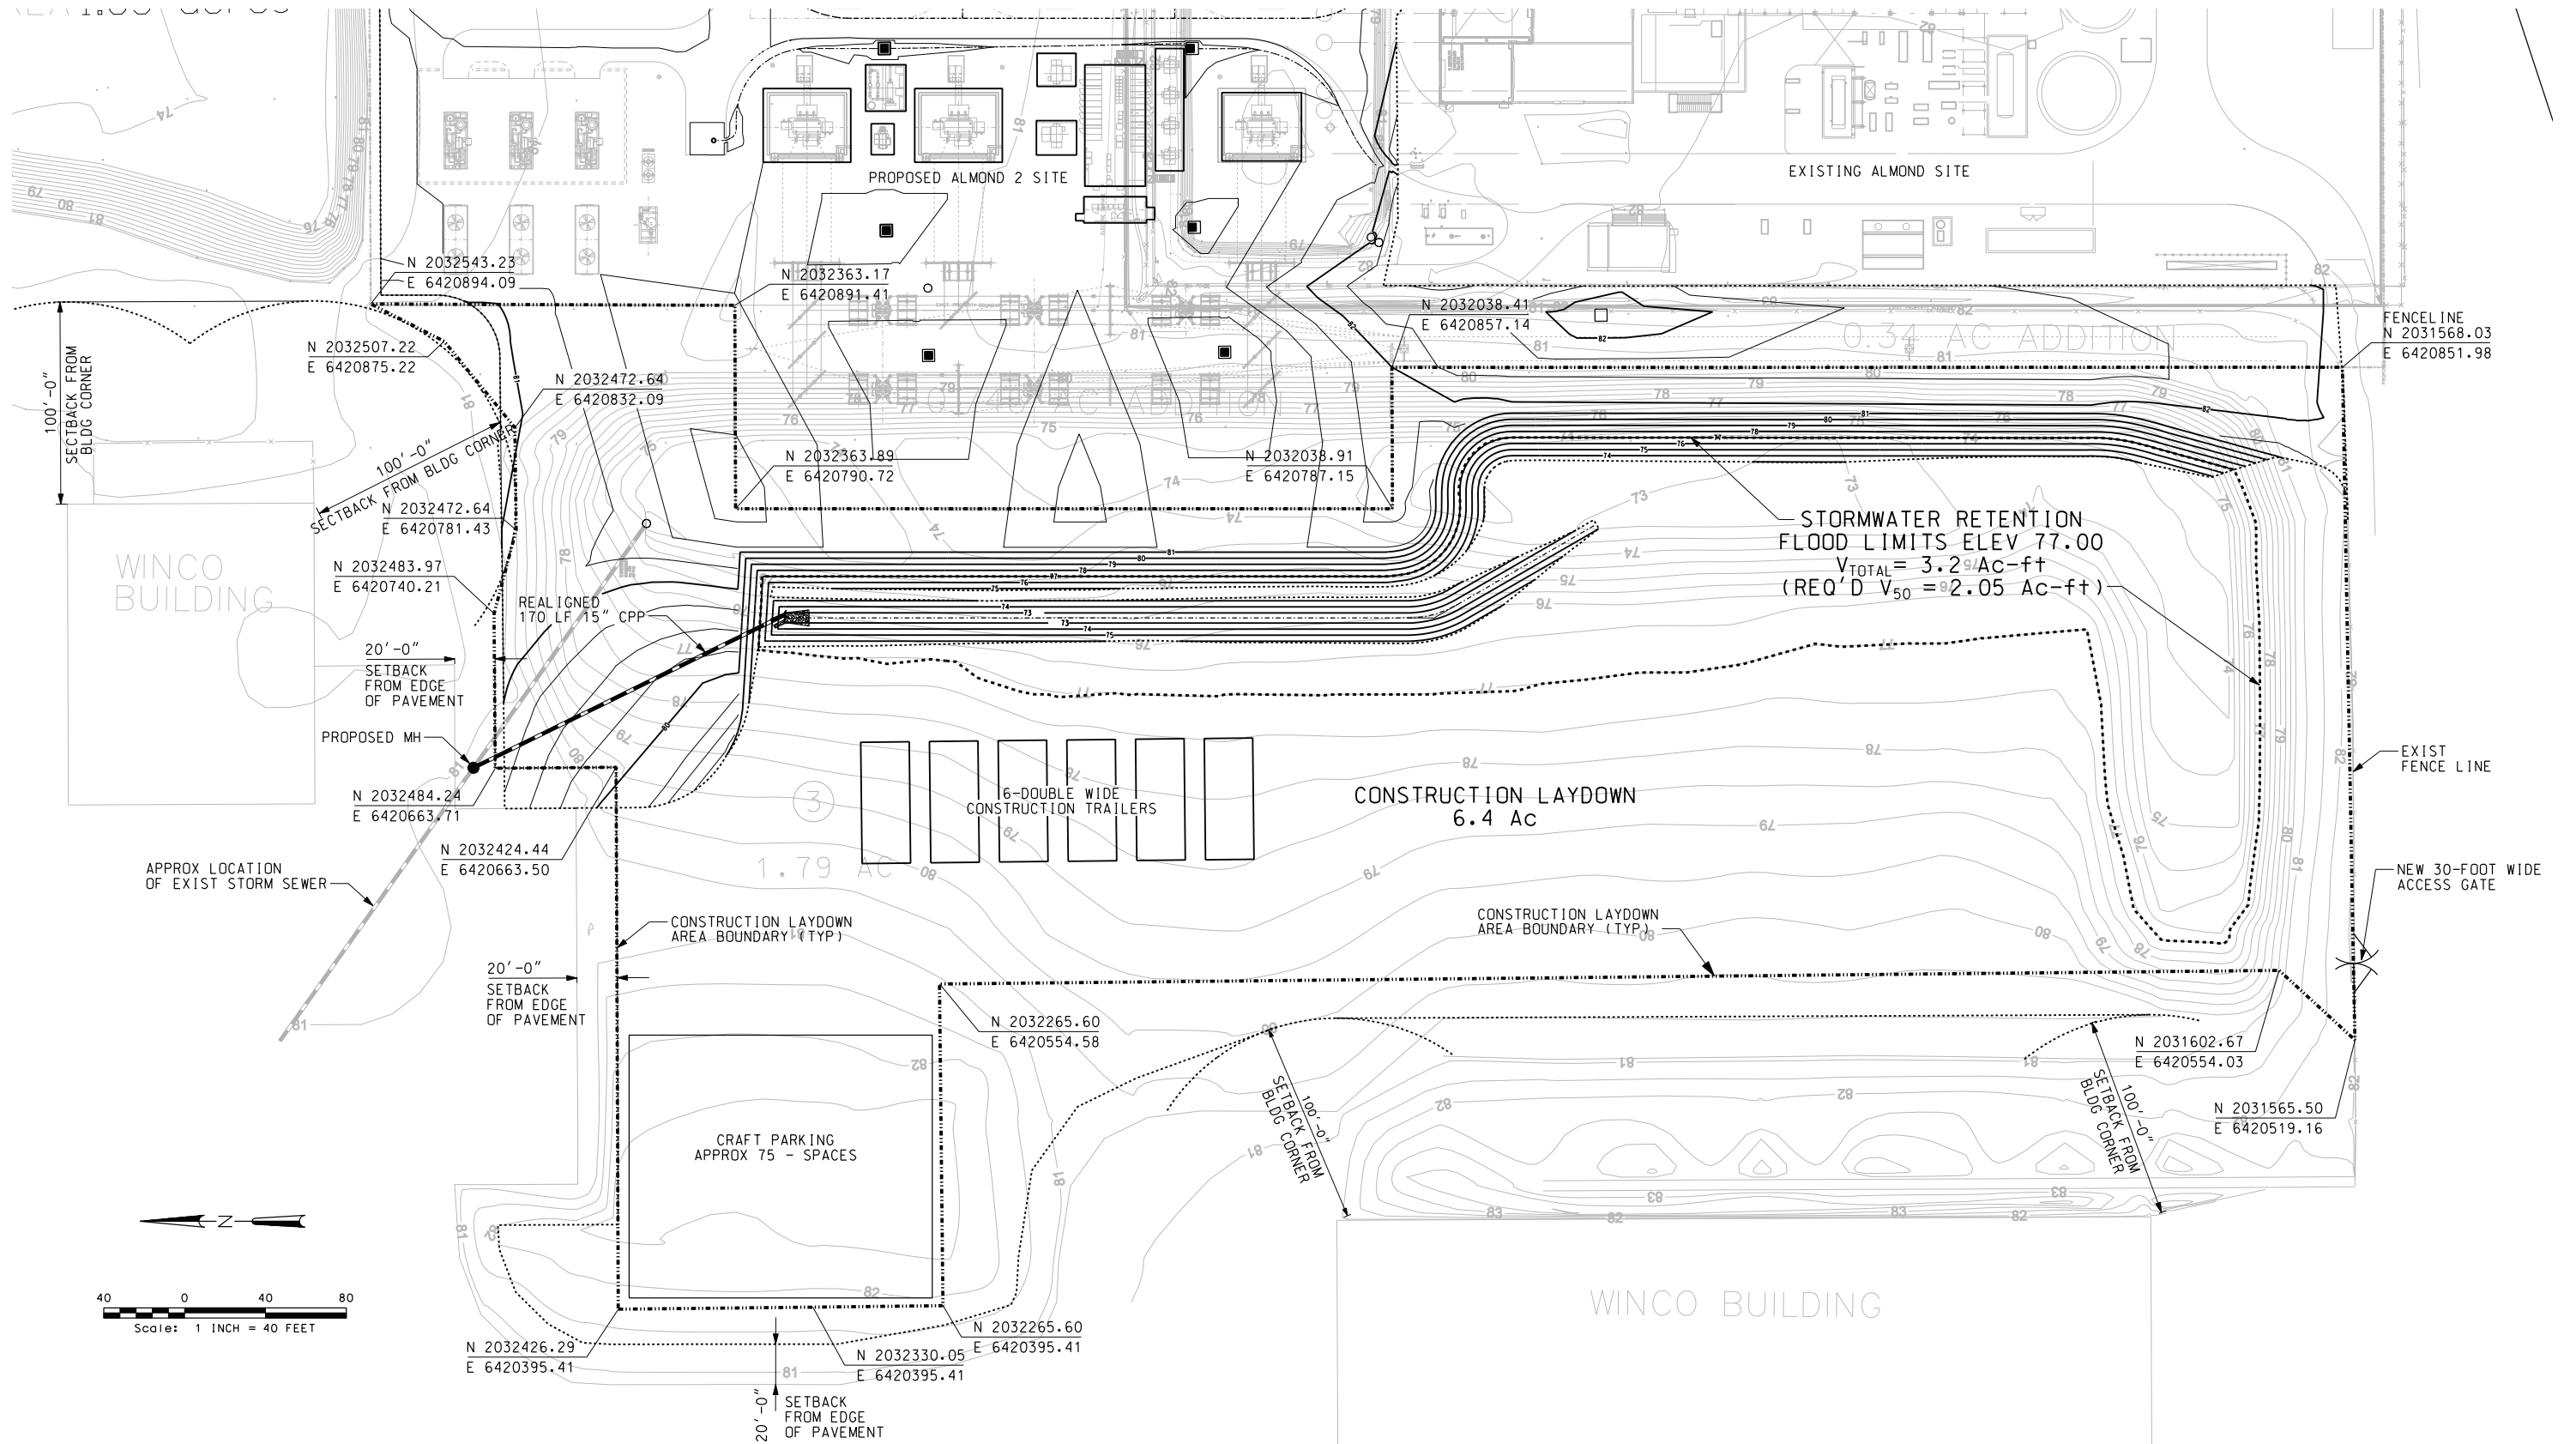 PROPOSED ALMOND 2 SITE
EXISTING ALMOND SITE
N 2032543.23
E 6420894.09
N 2032363.17
E 6420891.41
N 2032038.41
E 6420857.14
0.34 AC ADDITION
FENCELINE
N 2031568.03
E 6420851.98
100'-0"
SECTBACK FROM
BLDG CORNER
N 2032507.22
E 6420875.22
N 2032472.64
E 6420832.09
AC ADDITION
100'-0"
SECTBACK FROM BLDG CORNER
N 2032363.89
E 6420790.72
N 2032038.91
E 6420787.15
N 2032472.64
E 6420781.43
STORMWATER RETENTION
FLOOD LIMITS ELEV 77.00
VTOTAL= 3.2 Ac-ft
(REQ'D V50 = 2.05 Ac-ft)
WINCO
BUILDING
N 2032483.97
E 6420740.21
REALIGNED
170 LF 15" CPP
20'-0"
SETBACK
FROM EDGE
OF PAVEMENT
PROPOSED MH
EXIST
FENCE LINE
N 2032484.24
E 6420663.71
3
6-DOUBLE WIDE
CONSTRUCTION TRAILERS
CONSTRUCTION LAYDOWN
6.4 Ac
N 2032424.44
E 6420663.50
1.79 AC
APPROX LOCATION
OF EXIST STORM SEWER
NEW 30-FOOT WIDE
ACCESS GATE
CONSTRUCTION LAYDOWN
AREA BOUNDARY (TYP)
CONSTRUCTION LAYDOWN
AREA BOUNDARY (TYP)
20'-0"
SETBACK
FROM EDGE
OF PAVEMENT
N 2032265.60
E 6420554.58
N 2031602.67
E 6420554.03
100'-0"
SETBACK FROM
BLDG CORNER
100'-0"
SETBACK FROM
BLDG CORNER
N 2031565.50
E 6420519.16
CRAFT PARKING
APPROX 75 - SPACES
N
40 0 40 80
Scale: 1 INCH = 40 FEET
WINCO BUILDING
N 2032426.29
E 6420395.41
N 2032330.05
E 6420395.41
N 2032265.60
E 6420395.41
20'-0"
SETBACK
FROM EDGE
OF PAVEMENT